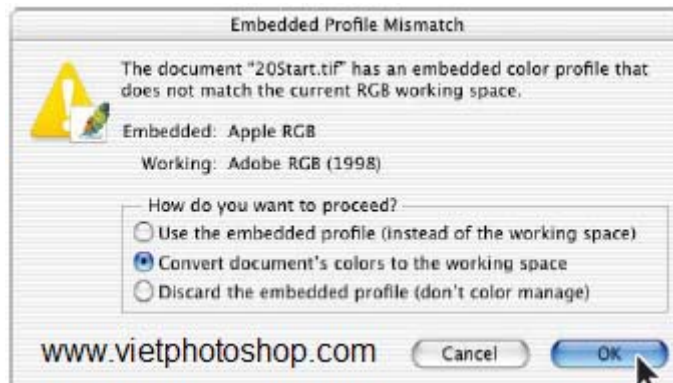 Embedded Profile Mismatch
The document "20Start.tif" has an embedded color profile that
does not match the current RGB working space.
Embedded: Apple RGB
Working: Adobe RGB (1998)
How do you want to proceed?
Use the embedded profile (instead of the working space)
Convert document's colors to the working space
Discard the embedded profile (don't color manage)
www.vietphotoshop.com Cancel OK